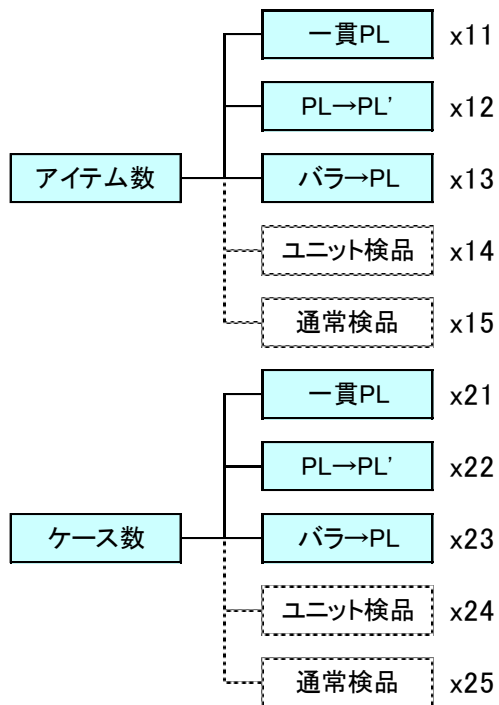 一貫PL x11
PL→PL’ x12
アイテム数 バラ→PL x13
ユニット検品 x14
通常検品 x15
一貫PL x21
PL→PL’ x22
ケース数 バラ→PL x23
ユニット検品 x24
通常検品 x25